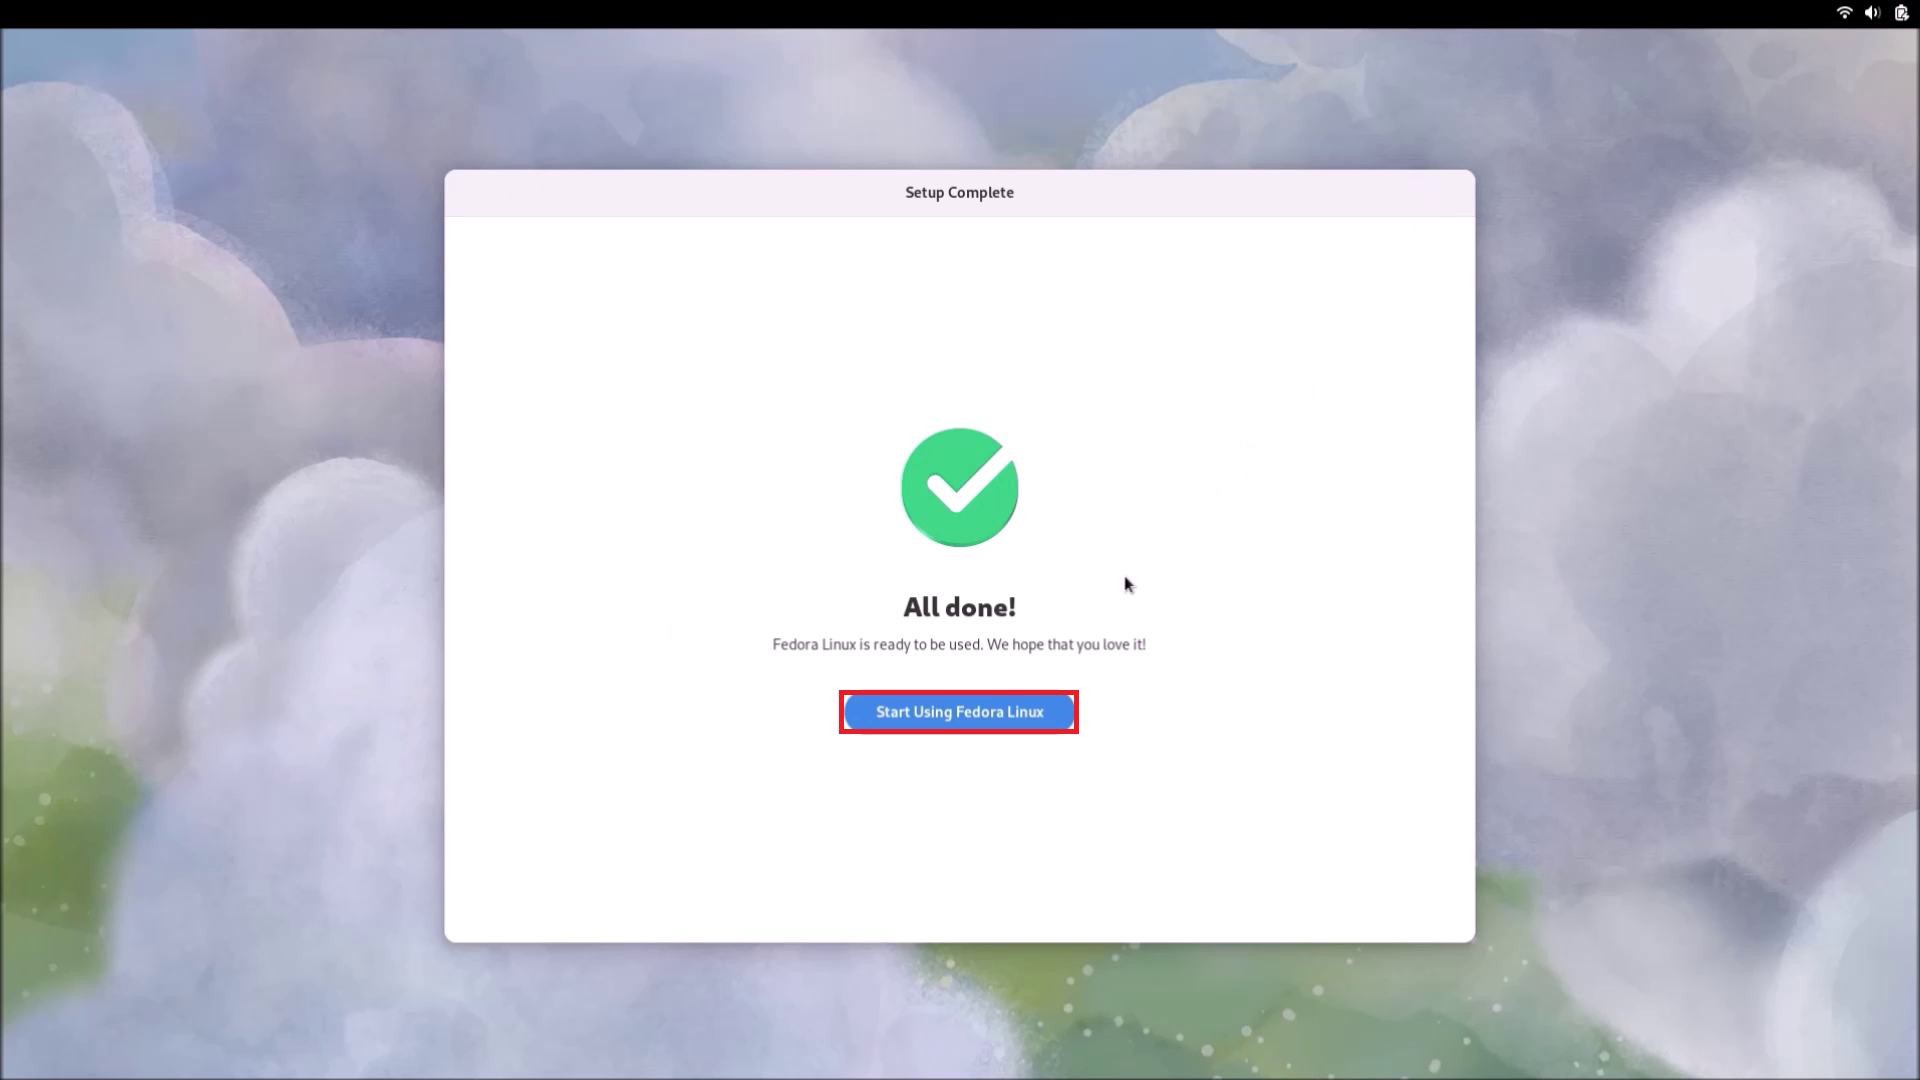 Setup Complete
All done!
Fedora Linux is ready to be used. We hope that you love it!
Start Using Fedora Linux